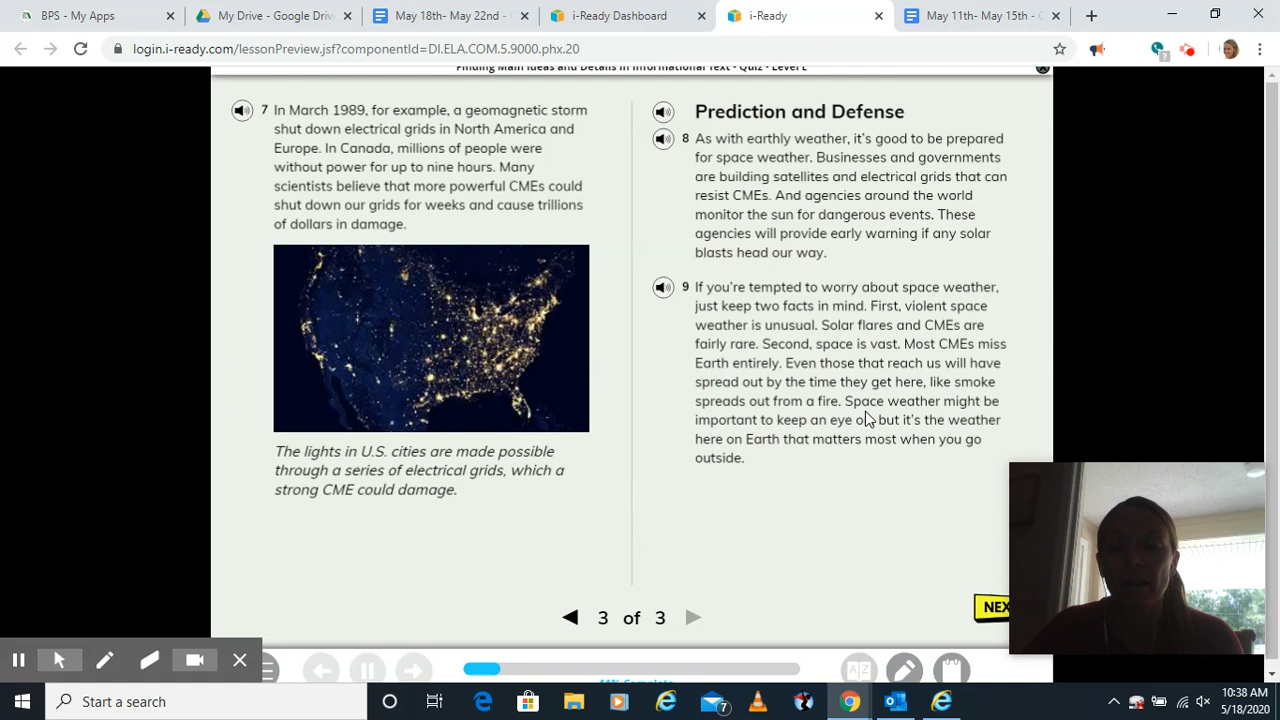 BPS - My Apps
My Drive - Google Drive
May 18th- May 22nd - G
i-Ready Dashboard
i-Ready
May 11th- May 15th - G
login.i-ready.com/lessonPreview.jsf?componentId=DI.ELA.COM.5.9000.phx.20
Finding Main Ideas and Details in Informational Text - Quiz - Level E
7 In March 1989, for example, a geomagnetic storm
shut down electrical grids in North America and
Europe. In Canada, millions of people were
without power for up to nine hours. Many
scientists believe that more powerful CMEs could
shut down our grids for weeks and cause trillions
of dollars in damage.
The lights in U.S. cities are made possible
through a series of electrical grids, which a
strong CME could damage.
Prediction and Defense
8 As with earthly weather, it's good to be prepared
for space weather. Businesses and governments
are building satellites and electrical grids that can
resist CMEs. And agencies around the world
monitor the sun for dangerous events. These
agencies will provide early warning if any solar
blasts head our way.
9 If you're tempted to worry about space weather,
just keep two facts in mind. First, violent space
weather is unusual. Solar flares and CMEs are
fairly rare. Second, space is vast. Most CMEs miss
Earth entirely. Even those that reach us will have
spread out by the time they get here, like smoke
spreads out from a fire. Space weather might be
important to keep an eye o but it's the weather
here on Earth that matters most when you go
outside.
NEX
3 of 3
A Z
Start a search
7
10:38 AM
5/18/2020